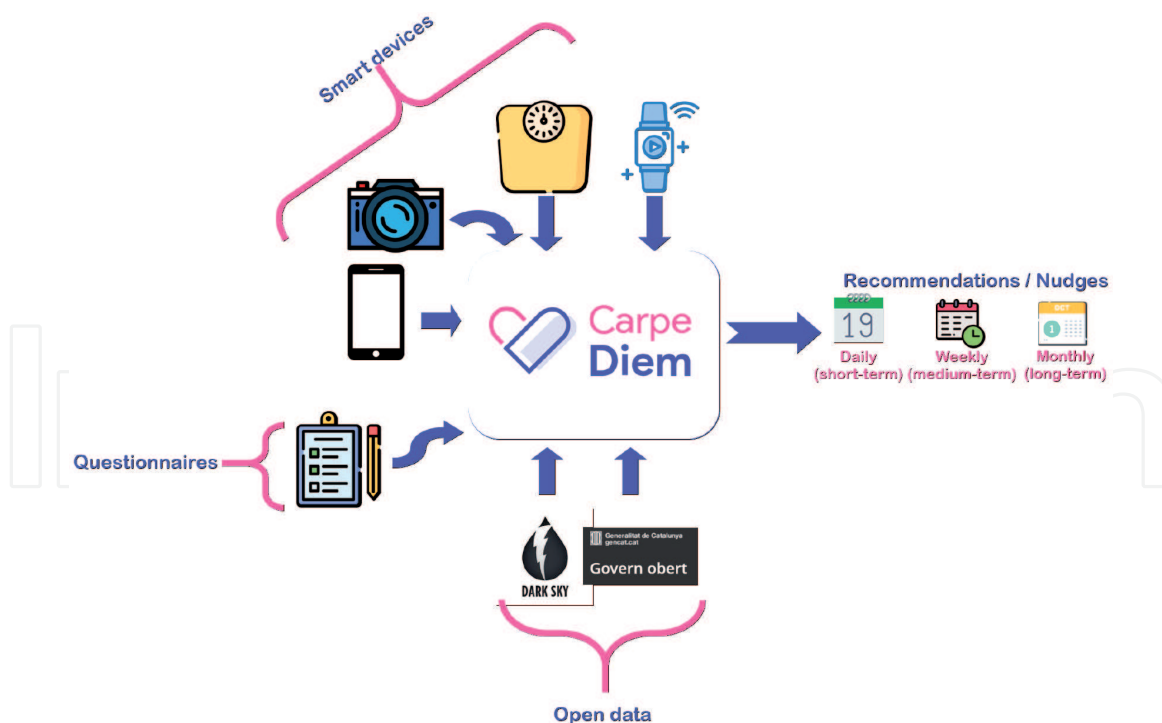 Smart devices
Carpe
Diem
Recommendations / Nudges
19
1
Daily
(short-term)
Weekly
(medium-term)
Monthly
(long-term)
Questionnaires
DARK SKY
Generalitat de Catalunya
gencat.cat
Govern obert
Open data